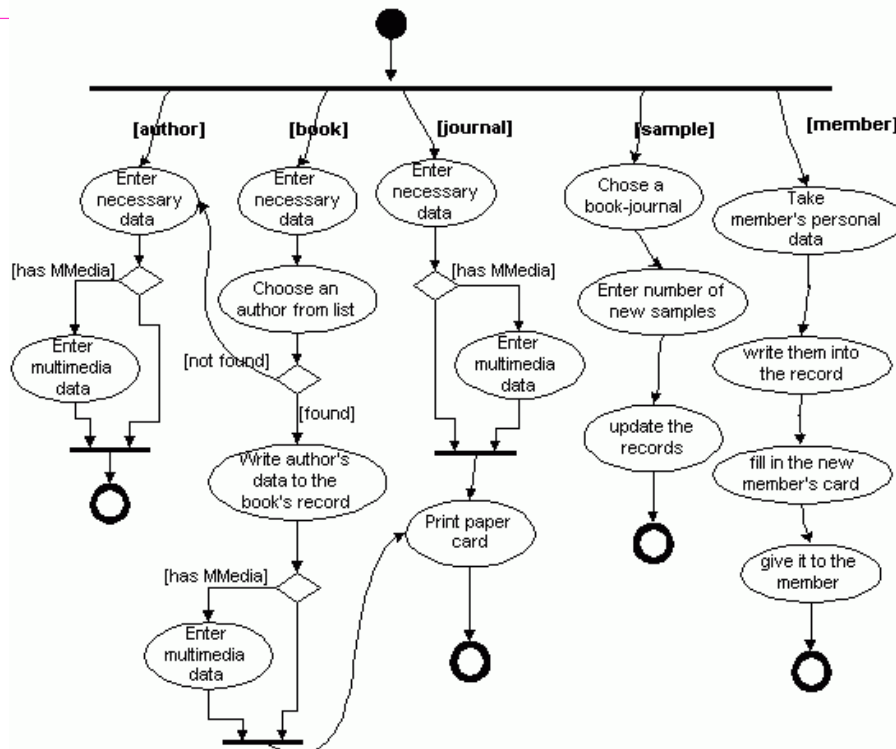 [author]
[book]
[journal]
[sample]
[member]
Enter
necessary
data
[has MMedia]
Enter
multimedia
data
Enter
necessary
data
Choose an
author from list
[not found]
[found]
Write author's
data to the
book's record
[has MMedia]
Enter
multimedia
data
Enter
necessary
data
[has MMedia]
Enter
multimedia
data
Print paper
card
Chose a
book-journal
Enter number of
new samples
update the
records
Take
member's personal
data
write them into
the record
fill in the new
member's card
give it to the
member